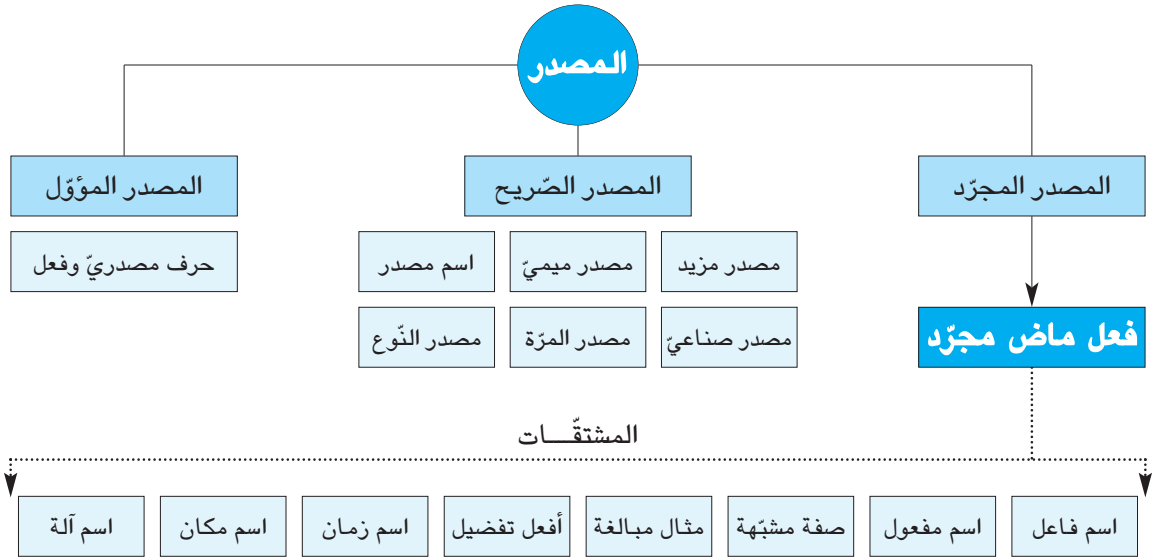 المصدر
المصدر المجرّد
المصدر الصّريح
المصدر المؤوّل
مصدر مزيد
مصدر ميميّ
اسم مصدر
حرف مصدريّ وفعل
مصدر صناعيّ
مصدر المرّة
مصدر النّوع
فعل ماض مجرّد
المشتقّــــات
اسم فاعل
اسم مفعول
صفة مشبّهة
مثال مبالغة
أفعل تفضيل
اسم زمان
اسم مكان
اسم آلة